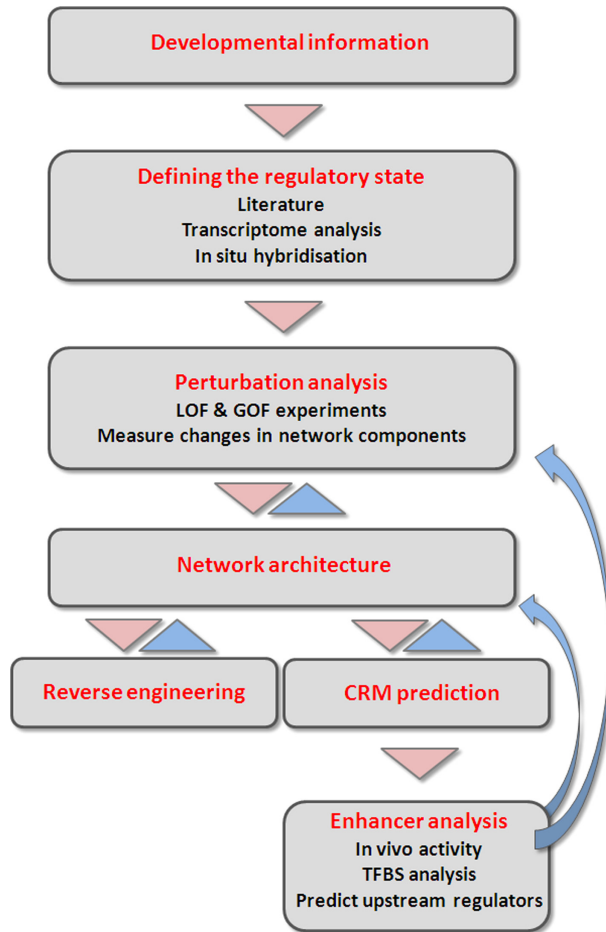 Developmental information
Defining the regulatory state
Literature
Transcriptome analysis
In situ hybridisation
Perturbation analysis
LOF & GOF experiments
Measure changes in network components
Network architecture
Reverse engineering
CRM prediction
Enhancer analysis
In vivo activity
TFBS analysis
Predict upstream regulators